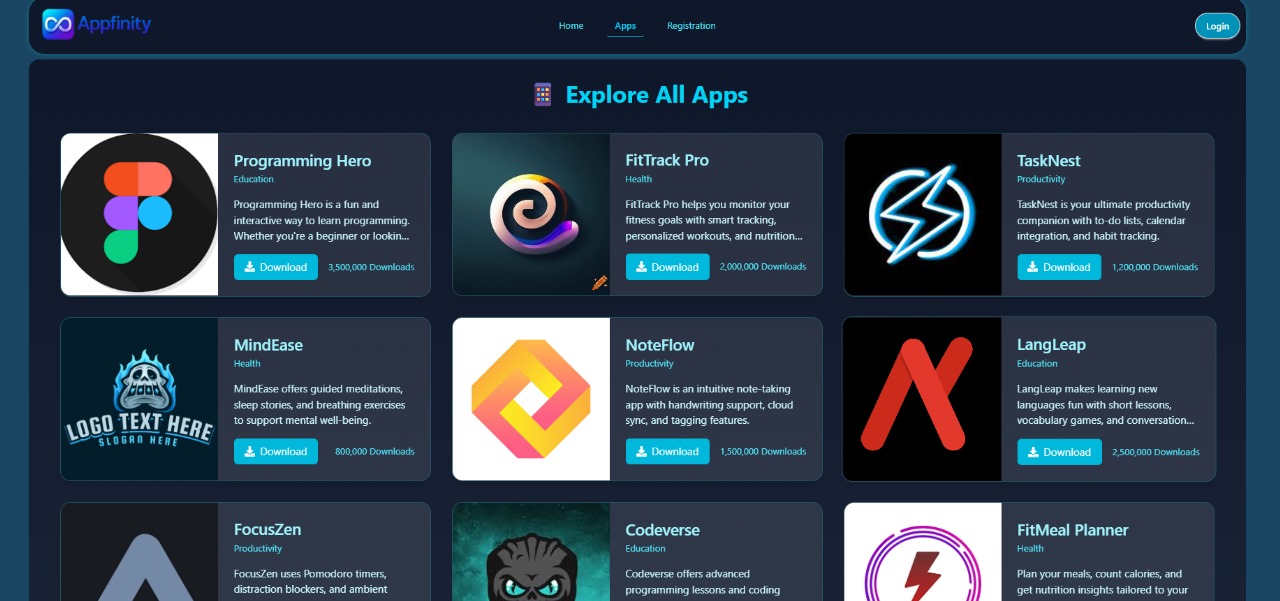 Appfinity
Home
Apps
Registration
Login
Explore All Apps
Programming Hero
Education
Programming Hero is a fun and
interactive way to learn programming.
Whether you're a beginner or lookin...
Download
3,500,000 Downloads
FitTrack Pro
Health
FitTrack Pro helps you monitor your
fitness goals with smart tracking,
personalized workouts, and nutrition...
Download
2,000,000 Downloads
TaskNest
Productivity
TaskNest is your ultimate productivity
companion with to-do lists, calendar
integration, and habit tracking.
Download
1,200,000 Downloads
LOGO TEXT HERE
SLOGAN HERE
MindEase
Health
MindEase offers guided meditations,
sleep stories, and breathing exercises
to support mental well-being.
Download
800,000 Downloads
NoteFlow
Productivity
NoteFlow is an intuitive note-taking
app with handwriting support, cloud
sync, and tagging features.
Download
1,500,000 Downloads
LangLeap
Education
LangLeap makes learning new
languages fun with short lessons,
vocabulary games, and conversation...
Download
2,500,000 Downloads
FocusZen
Productivity
FocusZen uses Pomodoro timers,
distraction blockers, and ambient
Codeverse
Education
Codeverse offers advanced
programming lessons and coding
FitMeal Planner
Health
Plan your meals, count calories, and
get nutrition insights tailored to your